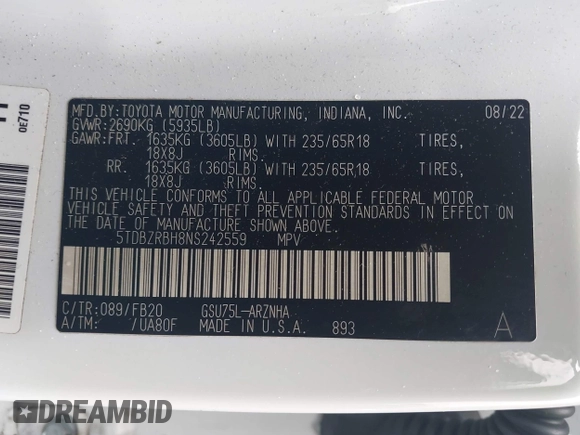 MFD.BY:TOYOTA MOTOR MANUFACTURING, INDIANA, INC. 08/22
GVWR:2690KG (5935LB)
GAWR:FRT. 1635KG (3605LB) WITH 235/65R18 TIRES,
18X8J RIMS.
RR. 1635KG (3605LB) WITH 235/65R18 TIRES,
18X8J RIMS.
THIS VEHICLE CONFORMS TO ALL APPLICABLE FEDERAL MOTOR
VEHICLE SAFETY AND THEFT PREVENTION STANDARDS IN EFFECT ON
THE DATE OF MANUFACTURE SHOWN ABOVE.
5TDBZRBH8NS242559 MPV
C/TR:089/FB20 GSU75L-ARZNHA
A/TM: /UA80F MADE IN U.S.A. 893
A
0E710
DREAMBID